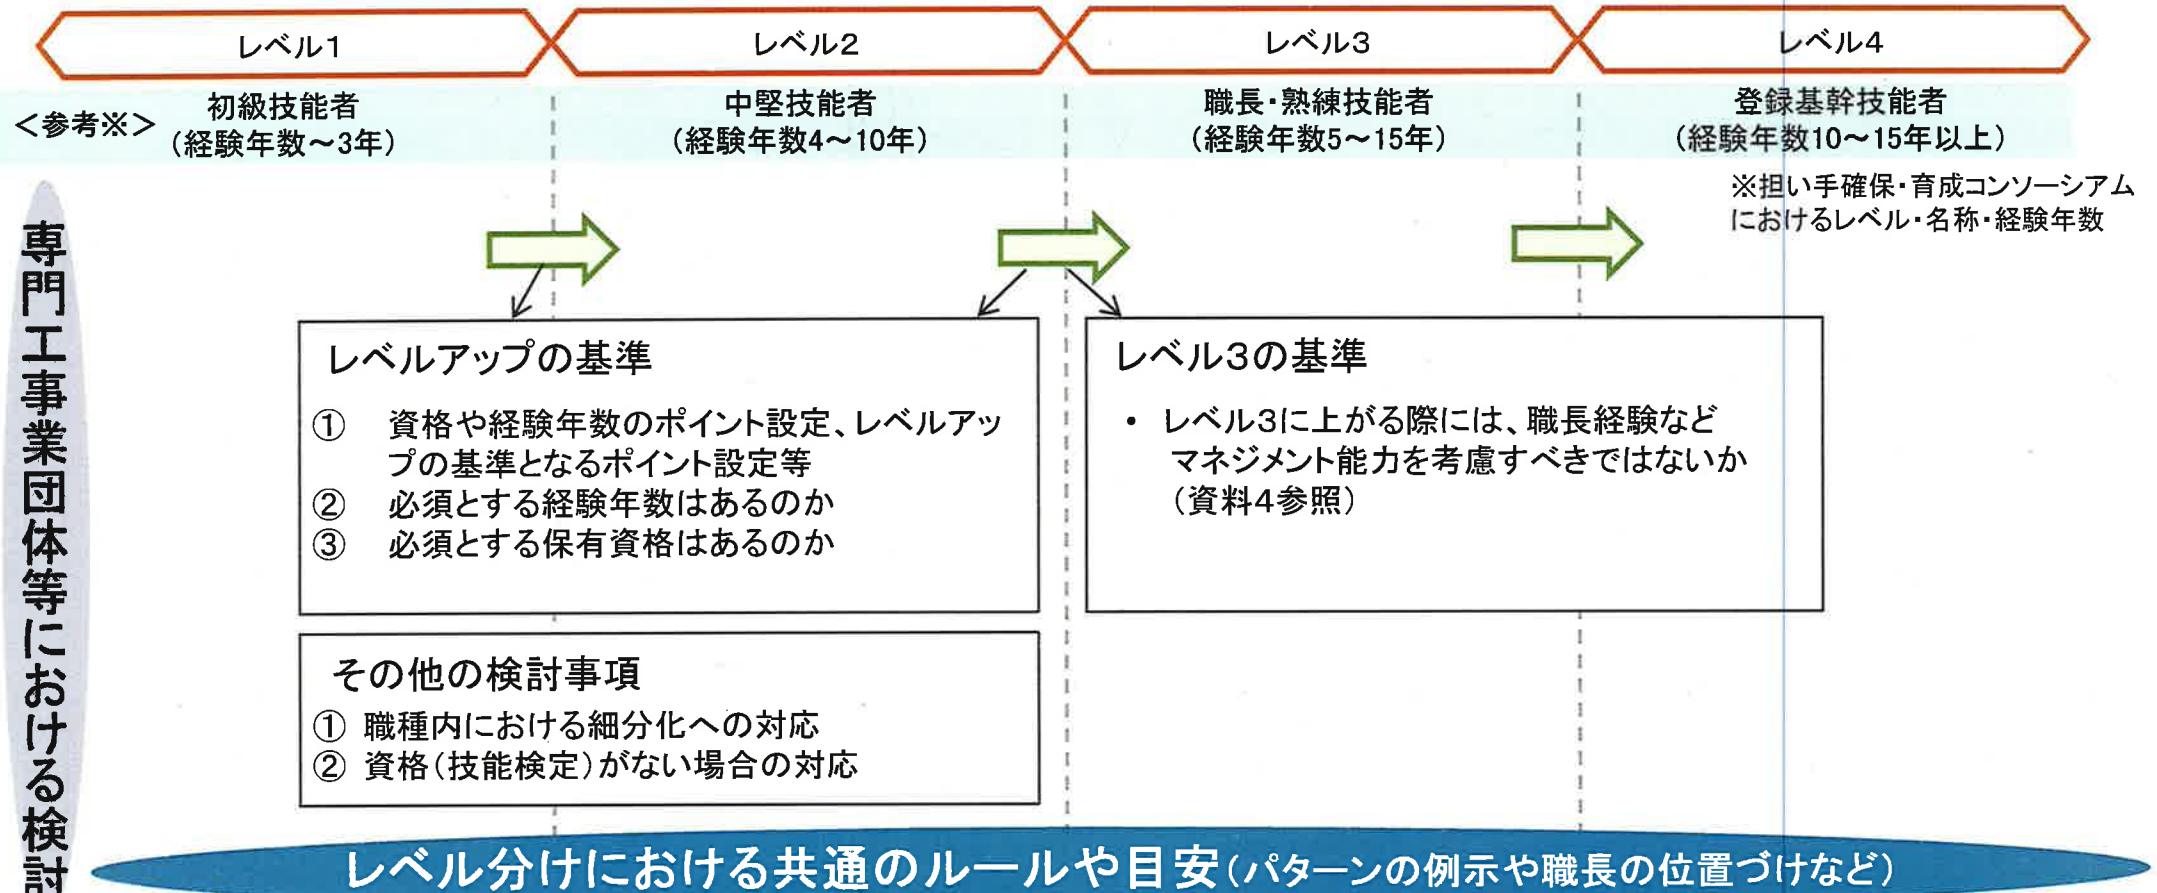 レベル1
レベル2
レベル3
レベル4
＜参考※＞
初級技能者
（経験年数～3年）
中堅技能者
（経験年数4～10年）
職長・熟練技能者
（経験年数5～15年）
登録基幹技能者
（経験年数10～15年以上）
※担い手確保・育成コンソーシアム
におけるレベル・名称・経験年数
専門工事業団体等における検討
レベルアップの基準
① 資格や経験年数のポイント設定、レベルアッ
プの基準となるポイント設定等
② 必須とする経験年数はあるのか
③ 必須とする保有資格はあるのか
レベル3の基準
• レベル3に上がる際には、職長経験など
マネジメント能力を考慮すべきではないか
（資料4参照）
その他の検討事項
① 職種内における細分化への対応
② 資格（技能検定）がない場合の対応
レベル分けにおける共通のルールや目安（パターンの例示や職長の位置づけなど）